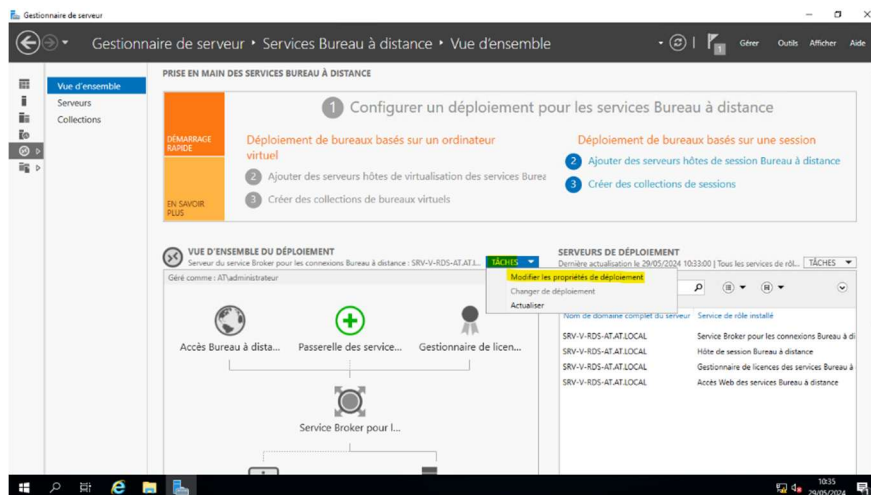 Gestionnaire de serveur
Gestionnaire de serveur • Services Bureau à distance • Vue d'ensemble
1
Gérer
Outils
Afficher
Aide
Vue d'ensemble
Serveurs
Collections
PRISE EN MAIN DES SERVICES BUREAU À DISTANCE
1 Configurer un déploiement pour les services Bureau à distance
DÉMARRAGE
RAPIDE
EN SAVOIR
PLUS
Déploiement de bureaux basés sur un ordinateur
virtuel
2 Ajouter des serveurs hôtes de virtualisation des services Burea
3 Créer des collections de bureaux virtuels
Déploiement de bureaux basés sur une session
2 Ajouter des serveurs hôtes de session Bureau à distance
3 Créer des collections de sessions
VUE D'ENSEMBLE DU DÉPLOIEMENT
Serveur du service Broker pour les connexions Bureau à distance : SRV-V-RDS-AT.AT.L...
TÂCHES
Géré comme : AT\administrateur
Modifier les propriétés de déploiement
Changer de déploiement
Actualiser
Accès Bureau à dista...
Passerelle des service...
Gestionnaire de licen...
Service Broker pour l...
SERVEURS DE DÉPLOIEMENT
Dernière actualisation le 29/05/2024 10:33:00 | Tous les services de rôl...
TÂCHES
Nom de domaine complet du serveur
Service de rôle installé
SRV-V-RDS-AT.AT.LOCAL Service Broker pour les connexions Bureau à di
SRV-V-RDS-AT.AT.LOCAL Hôte de session Bureau à distance
SRV-V-RDS-AT.AT.LOCAL Gestionnaire de licences des services Bureau à
SRV-V-RDS-AT.AT.LOCAL Accès Web des services Bureau à distance
10:35
29/05/2024